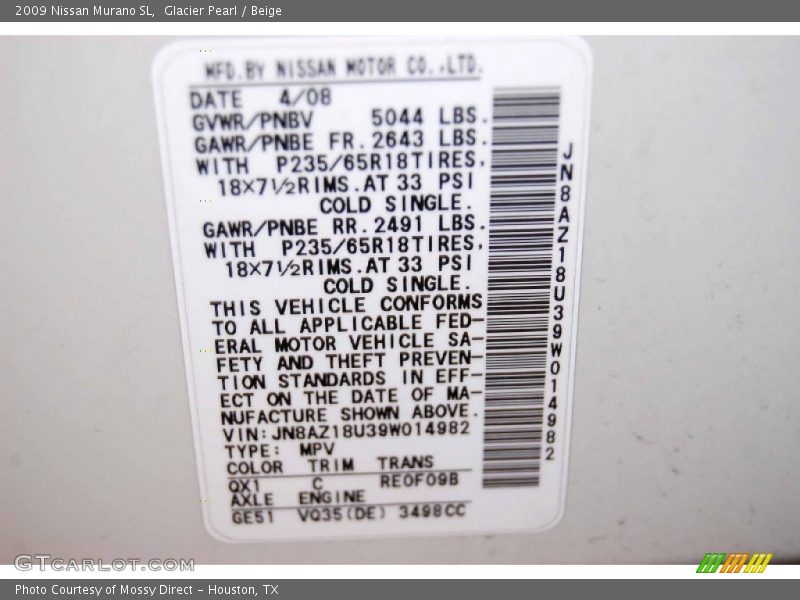 2009 Nissan Murano SL,  Glacier Pearl / Beige
MFD.BY NISSAN MOTOR CO.,LTD.
DATE 4/08
GVWR/PNBV 5044 LBS.
GAWR/PNBE FR.2643 LBS.
WITH P235/65R18TIRES,
18×7½RIMS.AT 33 PSI
COLD SINGLE.
GAWR/PNBE RR.2491 LBS.
WITH P235/65R18TIRES,
18×7½RIMS.AT 33 PSI
COLD SINGLE.
THIS VEHICLE CONFORMS
TO ALL APPLICABLE FED-
ERAL MOTOR VEHICLE SA-
FETY AND THEFT PREVEN-
TION STANDARDS IN EFF-
ECT ON THE DATE OF MA-
NUFACTURE SHOWN ABOVE.
VIN:JN8AZ18U39W014982
TYPE: MPV
COLOR TRIM TRANS
QX1 C RE0F09B
AXLE ENGINE
GE51 VQ35(DE) 3498CC
JN8AZ18U39W014982
GTCarLot.com
Photo Courtesy of Mossy Direct - Houston, TX